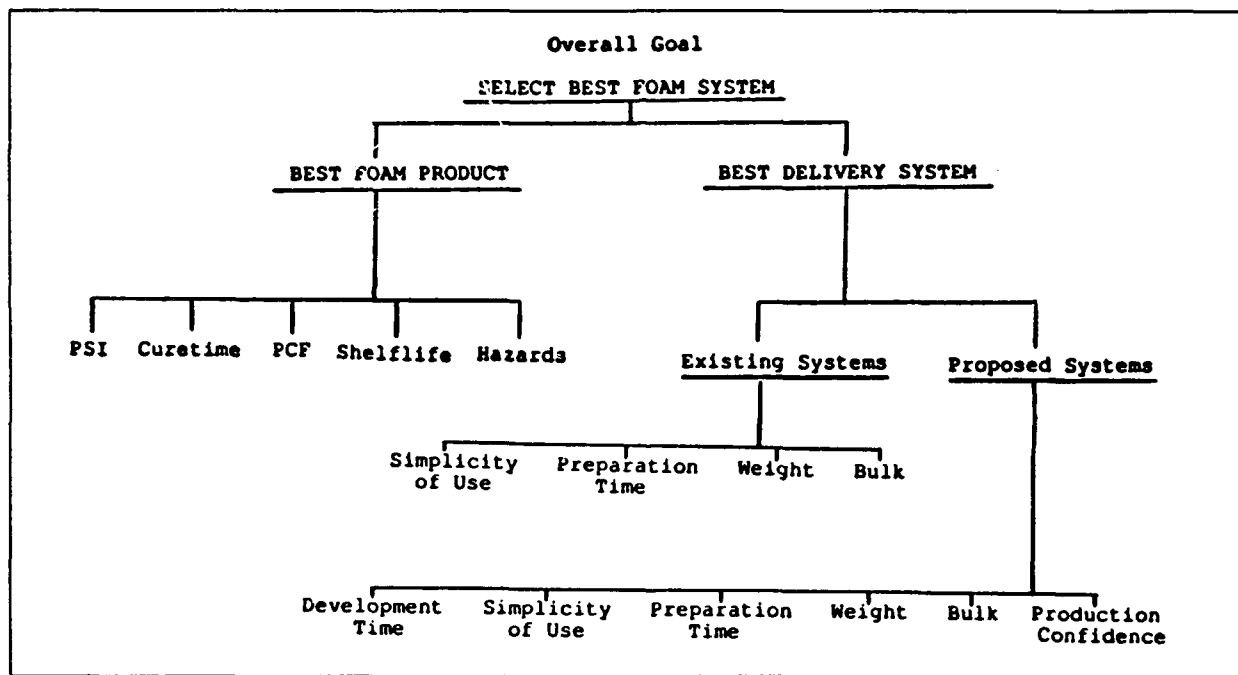 Overall Goal
SELECT BEST FOAM SYSTEM
BEST FOAM PRODUCT
BEST DELIVERY SYSTEM
PSI
Curetime
PCF
Shelflife
Hazards
Existing Systems
Proposed Systems
Simplicity
of Use
Preparation
Time
Weight
Bulk
Development
Time
Simplicity
of Use
Preparation
Time
Weight
Bulk
Production
Confidence